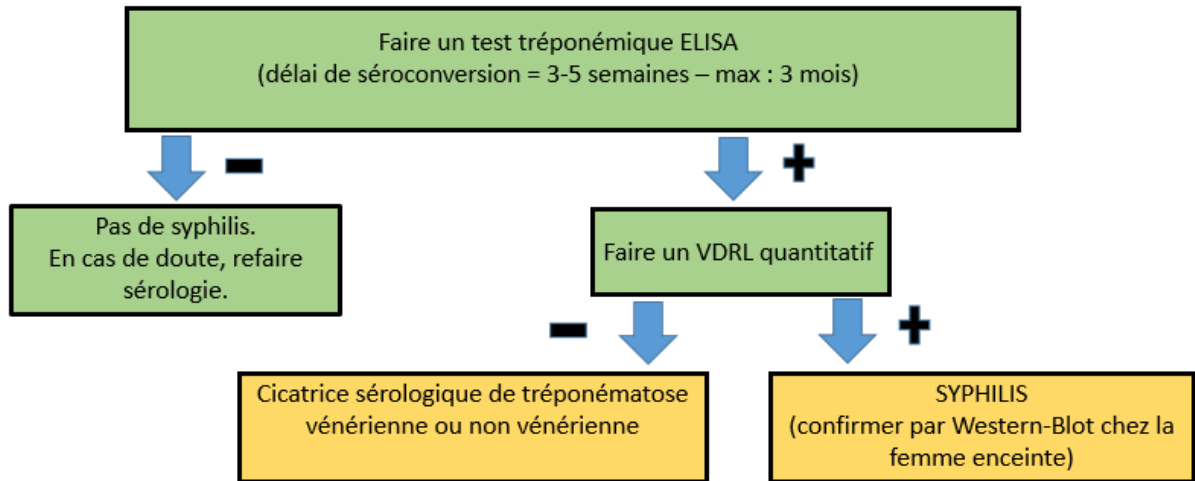 Faire un test tréponémique ELISA
(délai de séroconversion = 3-5 semaines – max : 3 mois)
Pas de syphilis.
En cas de doute, refaire
sérologie.
Faire un VDRL quantitatif
Cicatrice sérologique de tréponématose
vénérienne ou non vénérienne
SYPHILIS
(confirmer par Western-Blot chez la
femme enceinte)